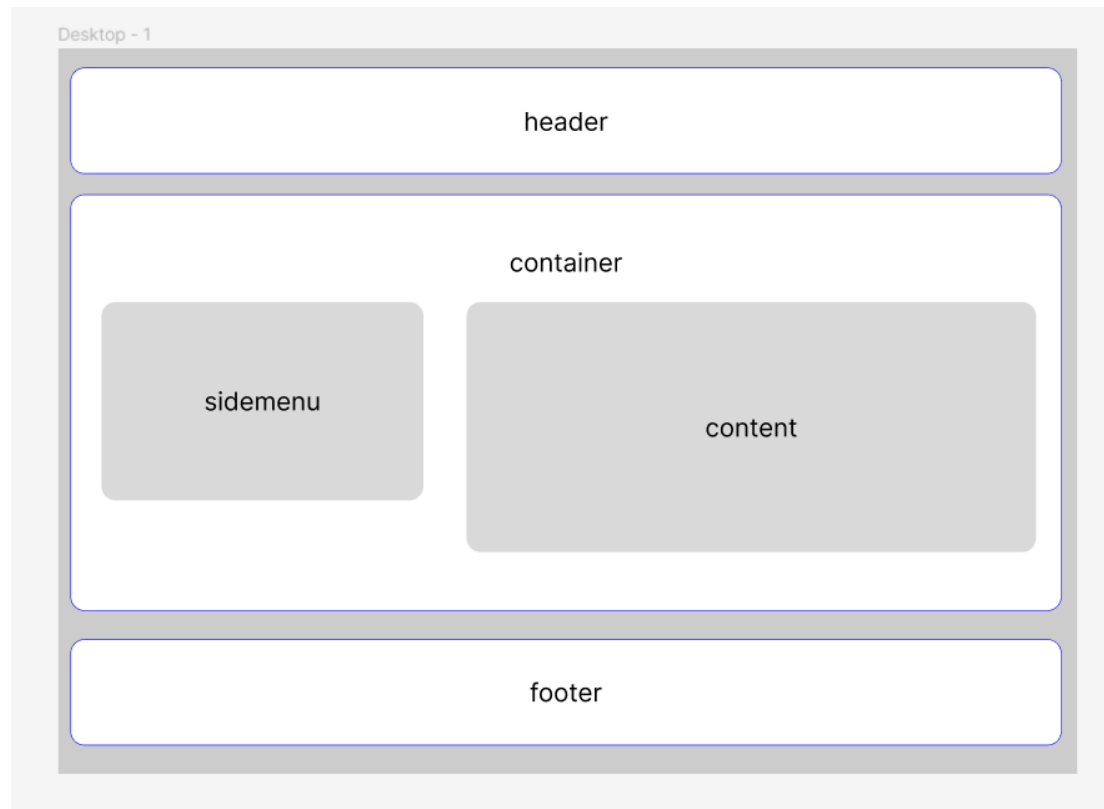 Desktop - 1
header
container
sidemenu
content
footer